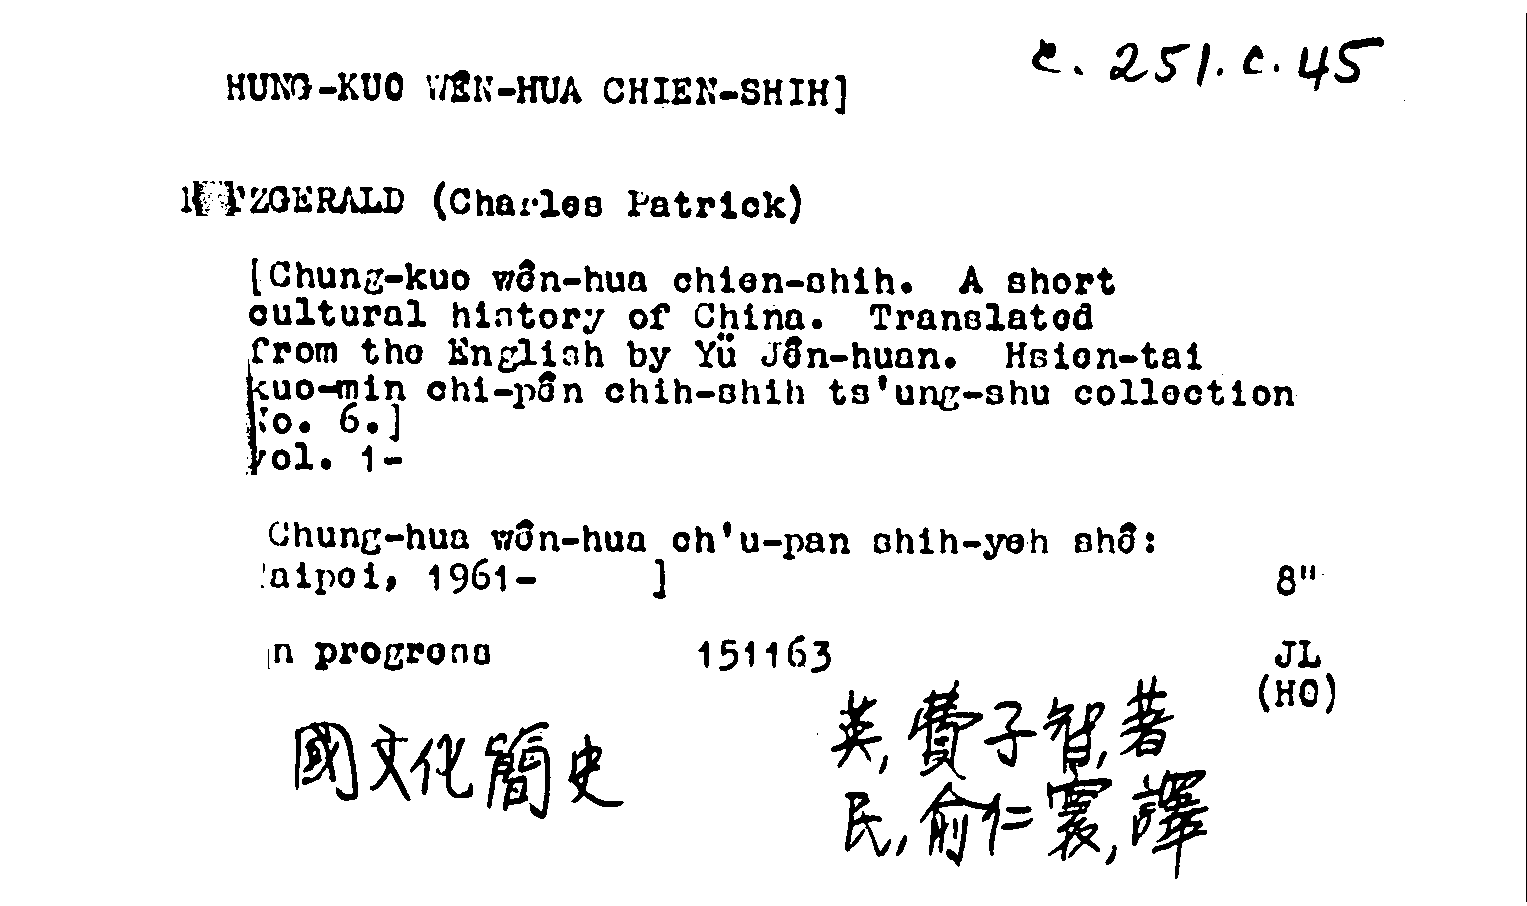 c. 251. c. 45
HUNG-KUO WÊN-HUA CHIEN-SHIH]
FITZGERALD (Charles Patrick)
[Chung-kuo wên-hua chien-shih. A short
cultural history of China. Translated
from the English by Yü Jên-huan. Hsien-tai
kuo-min chi-pên chih-shih ts'ung-shu collection
No. 6.]
vol. 1-
Chung-hua wên-hua ch'u-pan shih-yeh shê:
Taipei, 1961- ] 8"
In progress 151163 JL
(HO)
國文化簡史
英, 費子智, 著
民, 俞仁寰, 譯